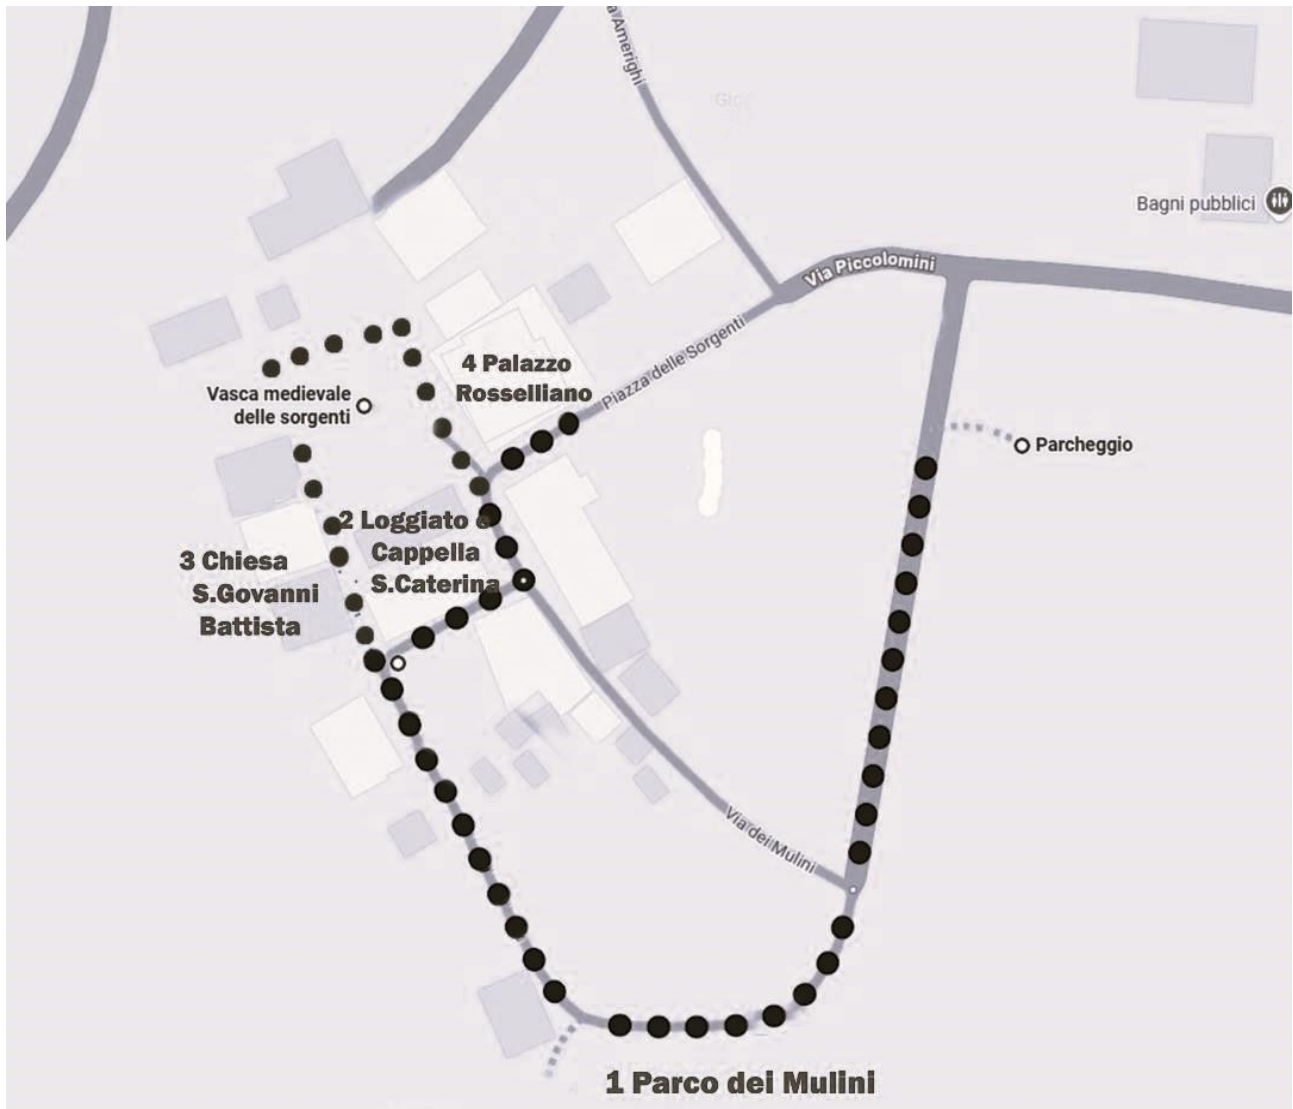 a Amerighi
Gio
Bagni pubblici
Via Piccolomini
Piazza delle Sorgenti
4 Palazzo
Rosselliano
Vasca medievale
delle sorgenti
Parcheggio
2 Loggiato e
Cappella
S.Caterina
3 Chiesa
S.Govanni
Battista
Via dei Mulini
1 Parco dei Mulini